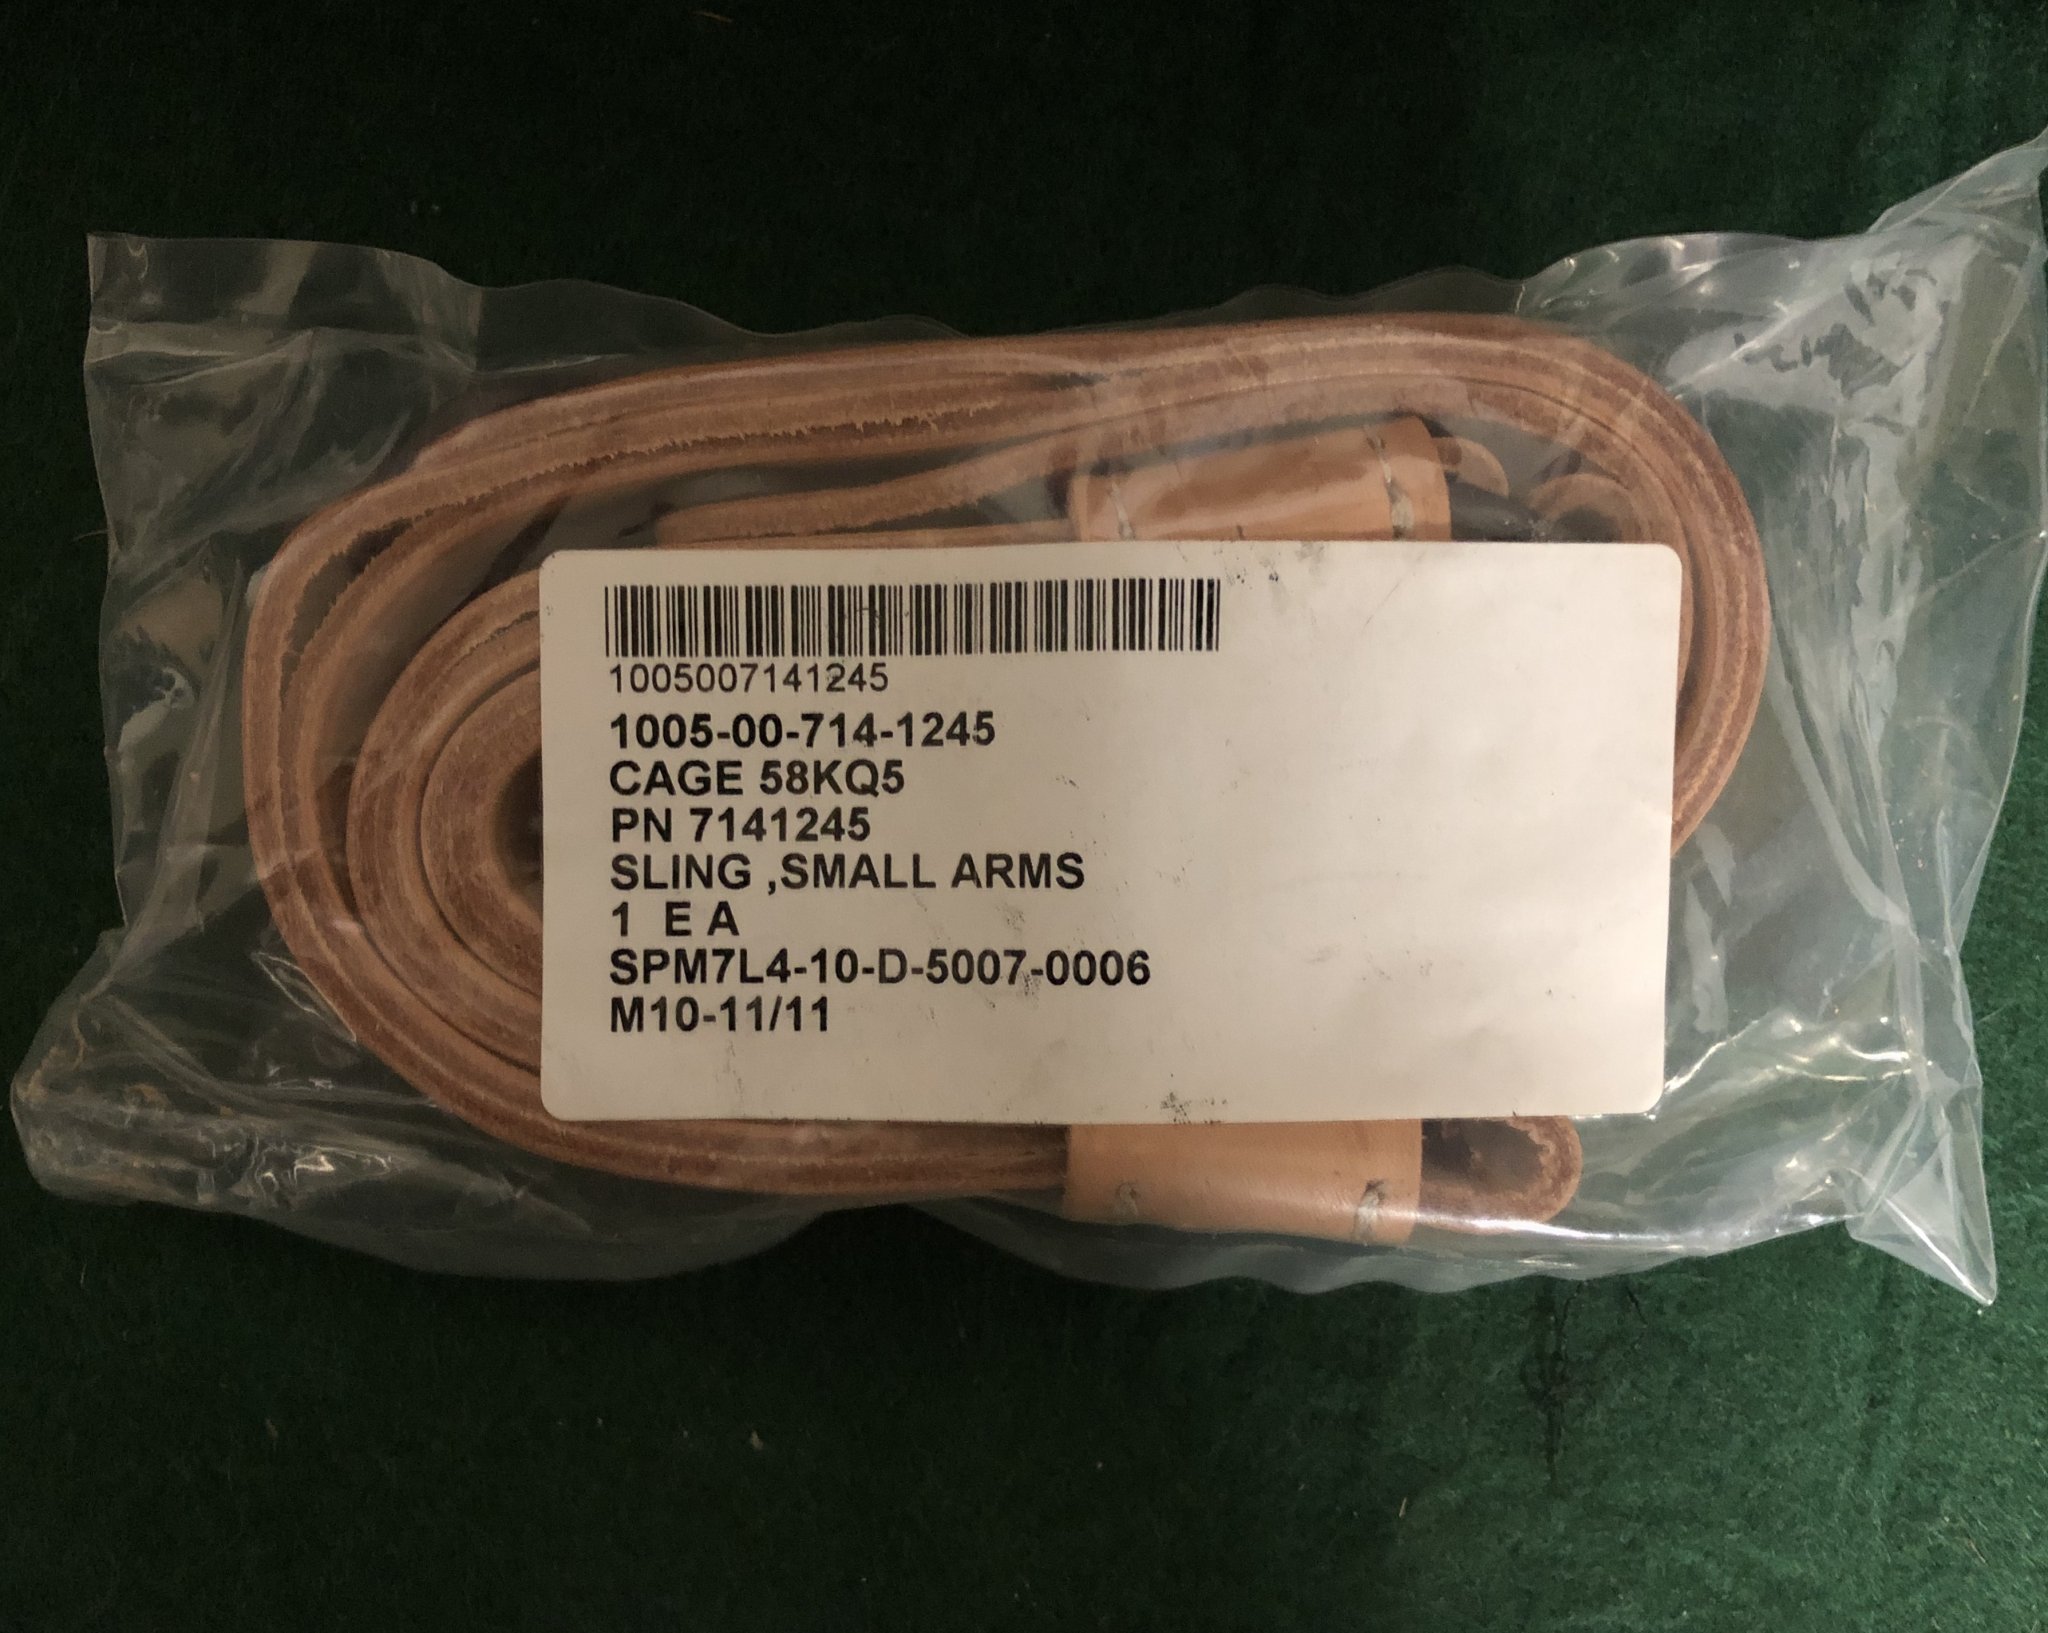 1005007141245
1005-00-714-1245
CAGE 58KQ5
PN 7141245
SLING ,SMALL ARMS
1 EA
SPM7L4-10-D-5007-0006
M10-11/11